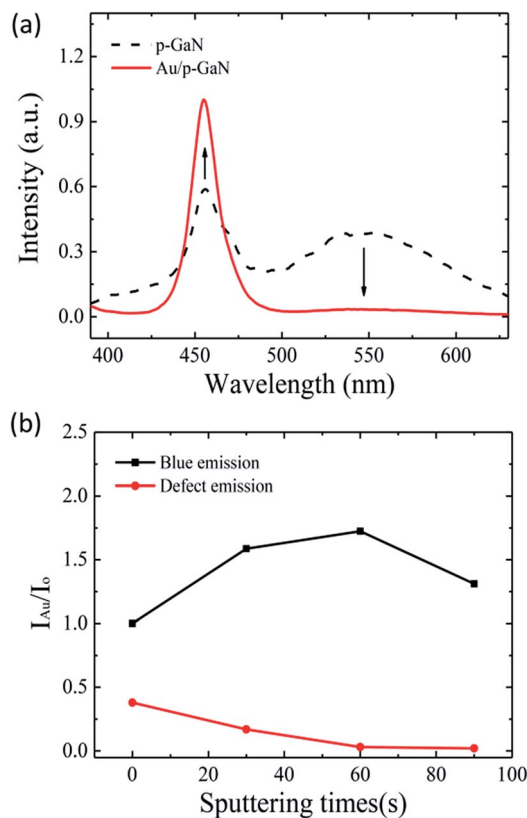 (a)
p-GaN
Au/p-GaN
Intensity (a.u.)
1.2
0.9
0.6
0.3
0.0
400 450 500 550 600
Wavelength (nm)
(b)
Blue emission
Defect emission
I_Au/I_o
2.5
2.0
1.5
1.0
0.5
0.0
0 20 40 60 80 100
Sputtering times(s)